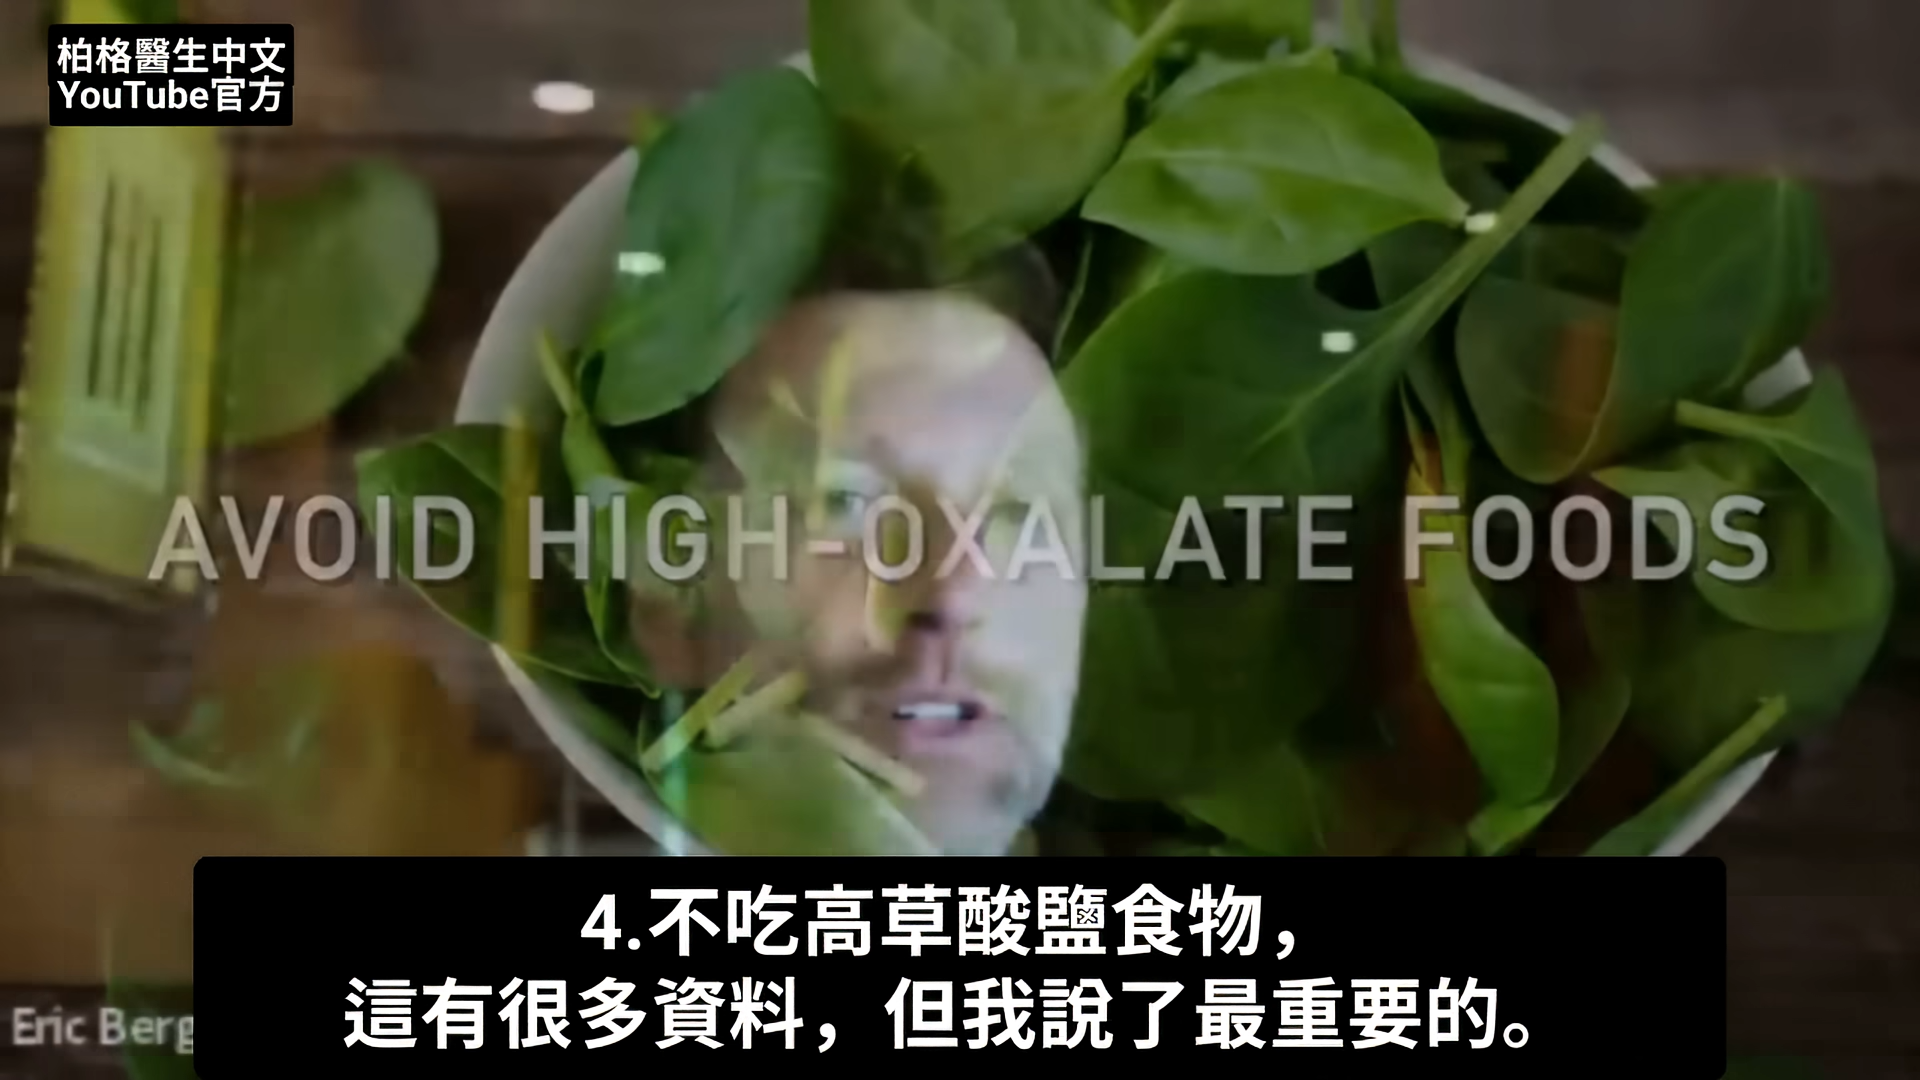 柏格醫生中文
YouTube官方
AVOID HIGH-OXALATE FOODS
4.不吃高草酸鹽食物，
這有很多資料，但我說了最重要的。
Eric Berg